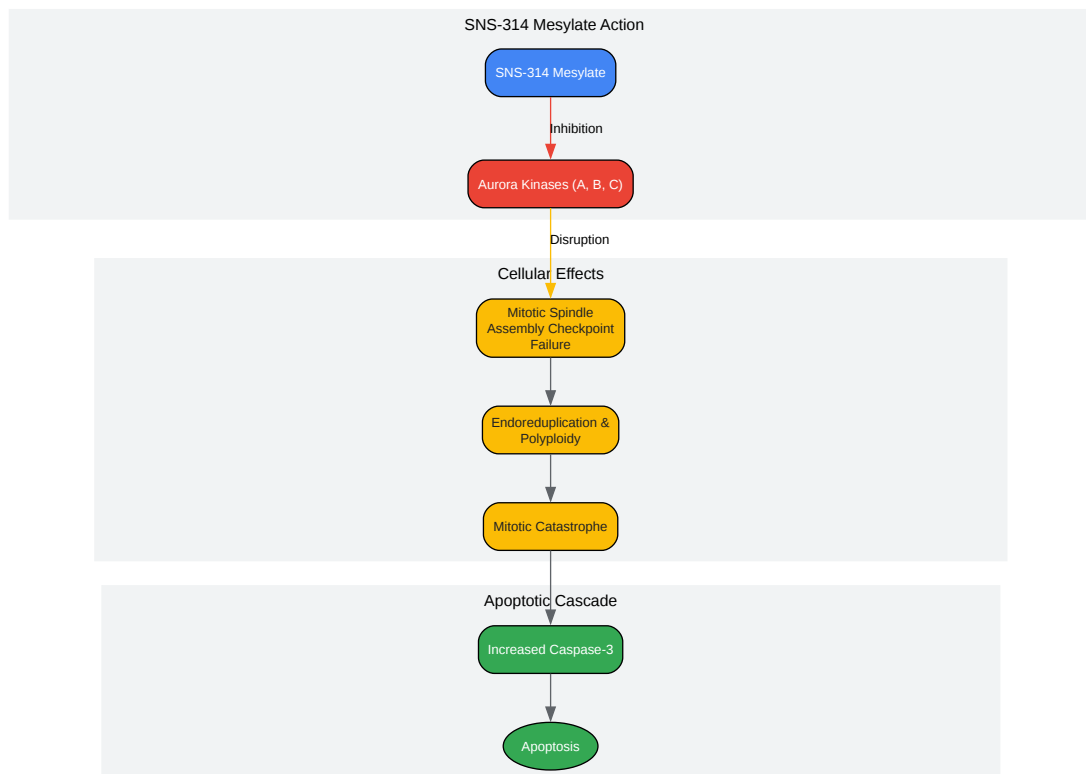 SNS-314 Mesylate Action
SNS-314 Mesylate
Inhibition
Aurora Kinases (A, B, C)
Disruption
Cellular Effects
Mitotic Spindle
Assembly Checkpoint
Failure
Endoreduplication &
Polyploidy
Mitotic Catastrophe
Apoptotic Cascade
Increased Caspase-3
Apoptosis